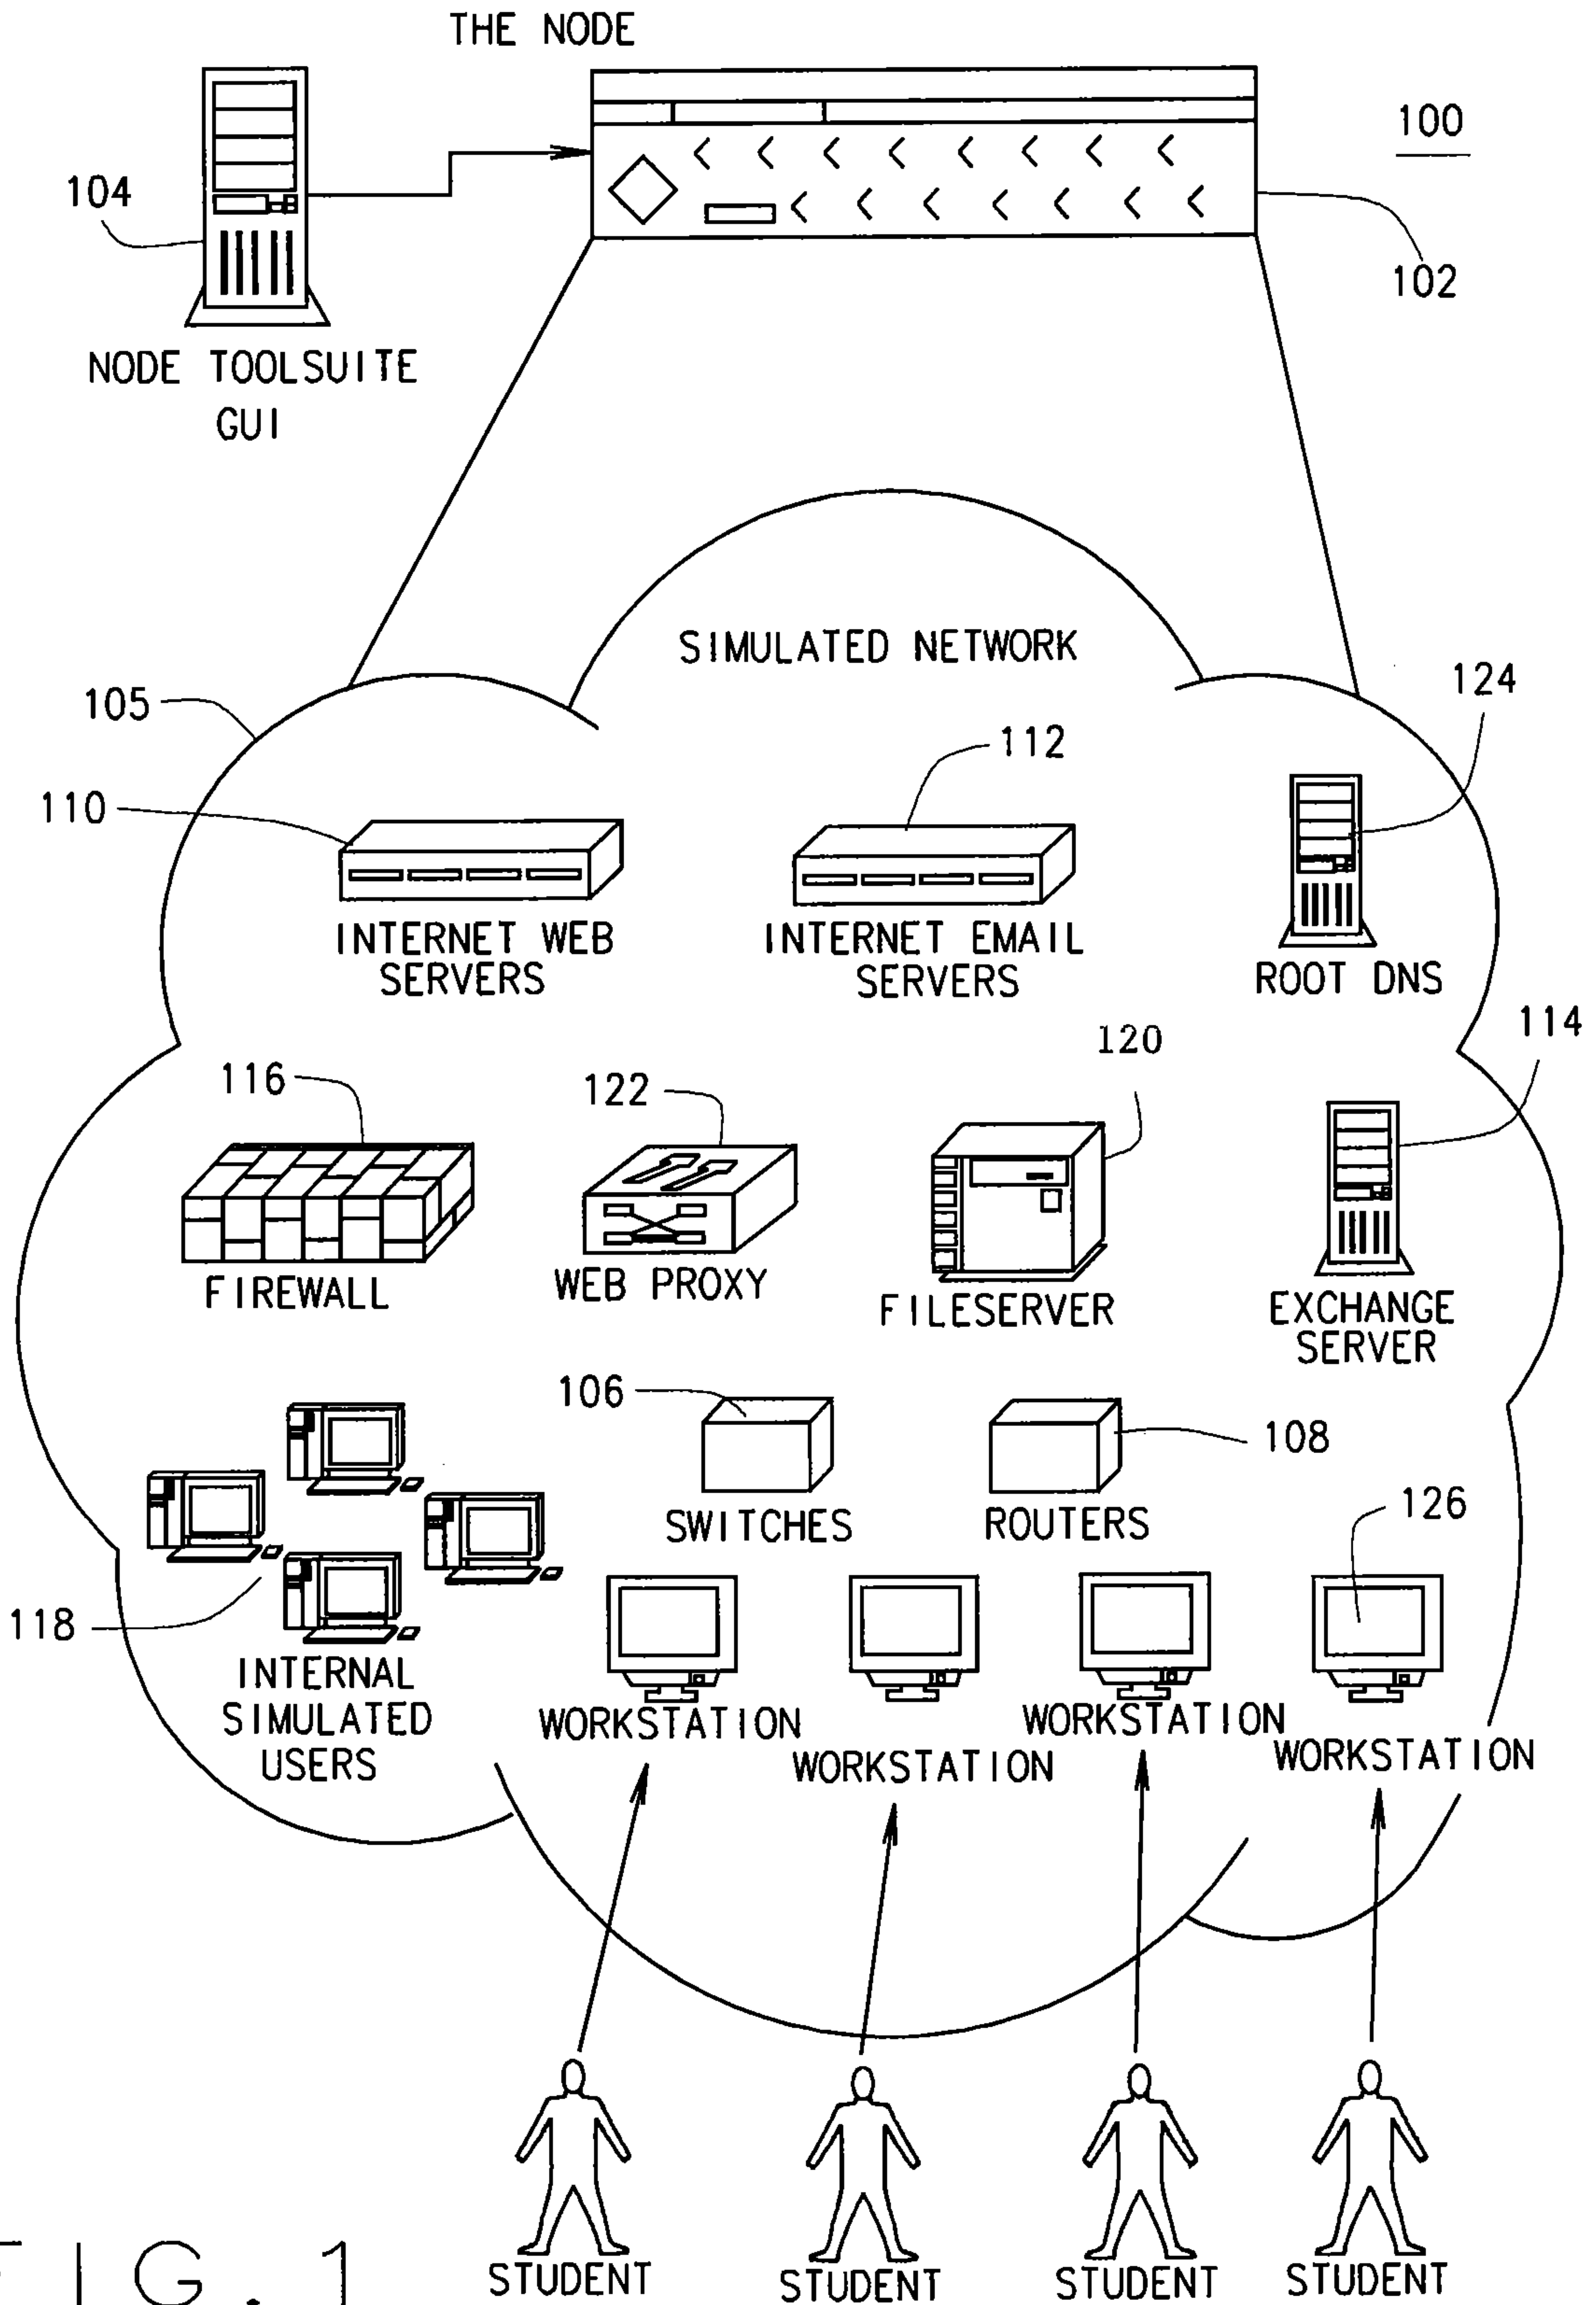 THE NODE
100
104
102
NODE TOOLSUITE
GUI
SIMULATED NETWORK
105
124
112
110
INTERNET WEB
SERVERS
INTERNET EMAIL
SERVERS
ROOT DNS
114
120
116
122
FIREWALL
WEB PROXY
FILESERVER
EXCHANGE
SERVER
106
108
SWITCHES
ROUTERS
126
118
INTERNAL
SIMULATED
USERS
WORKSTATION
WORKSTATION
WORKSTATION
WORKSTATION
STUDENT
STUDENT
STUDENT
STUDENT
FIG. 1